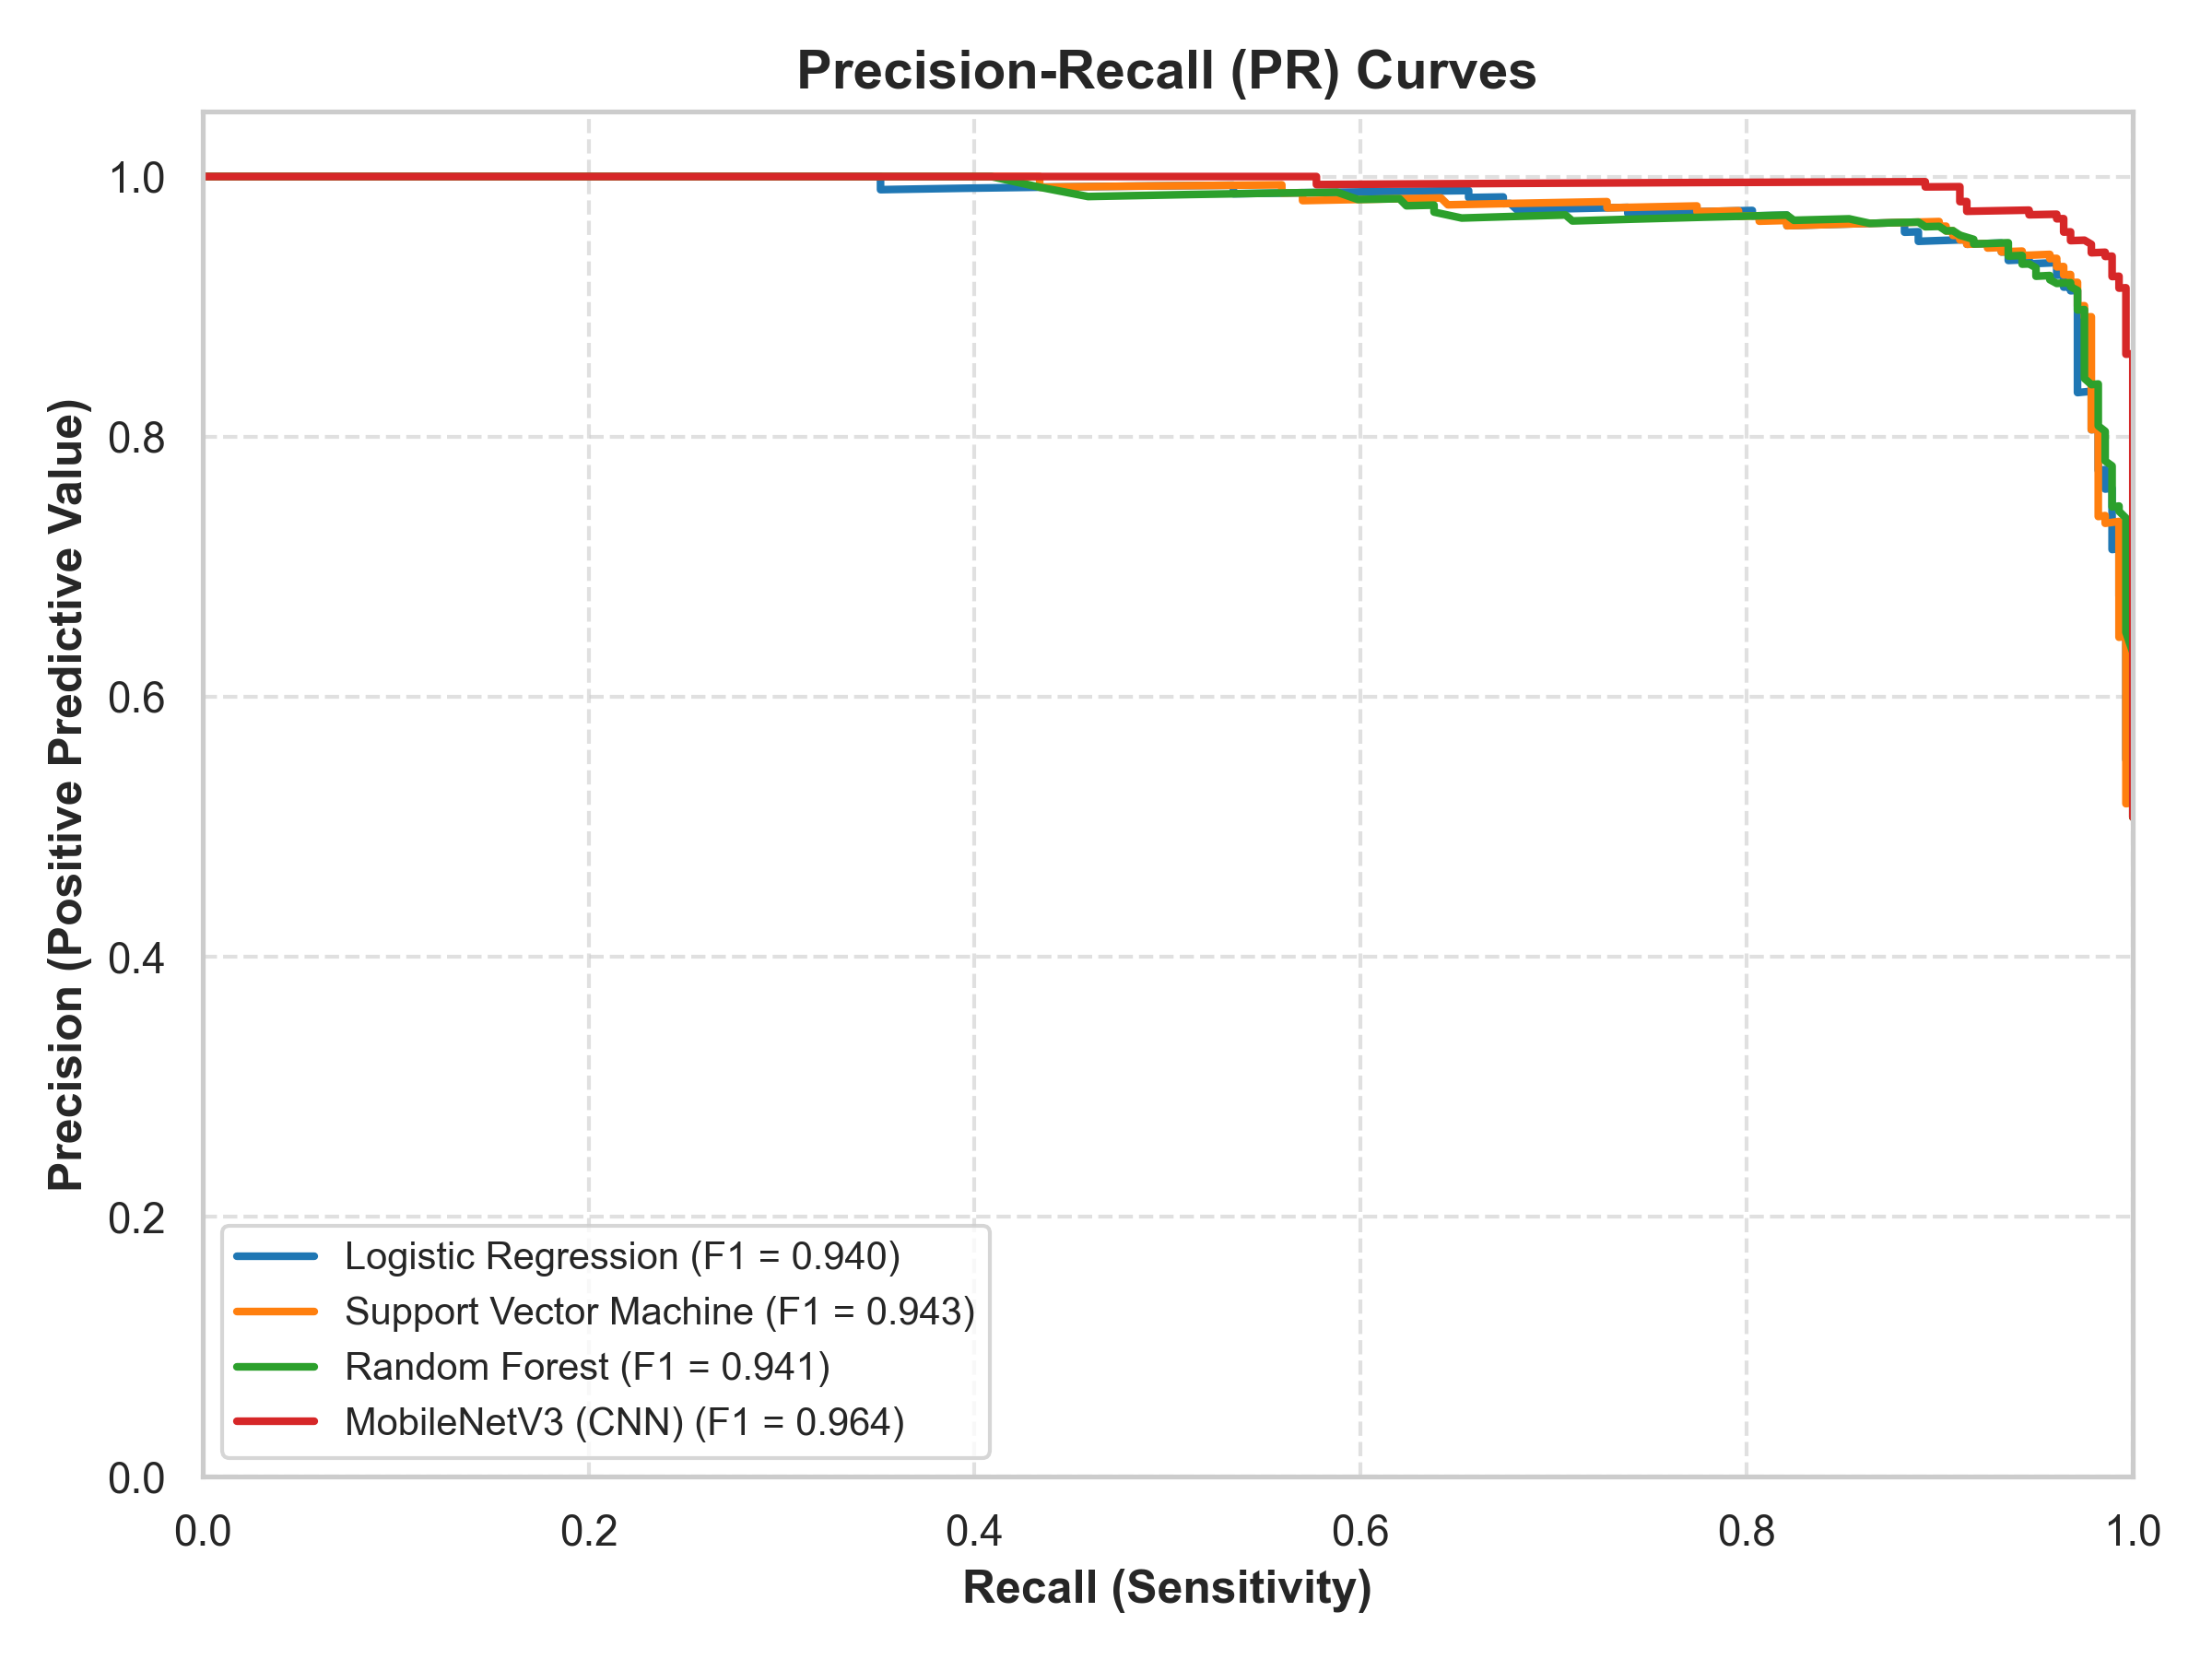 Precision-Recall (PR) Curves
Precision (Positive Predictive Value)
1.0
0.8
0.6
0.4
0.2
0.0
Logistic Regression (F1 = 0.940)
Support Vector Machine (F1 = 0.943)
Random Forest (F1 = 0.941)
MobileNetV3 (CNN) (F1 = 0.964)
0.0 0.2 0.4 0.6 0.8 1.0
Recall (Sensitivity)